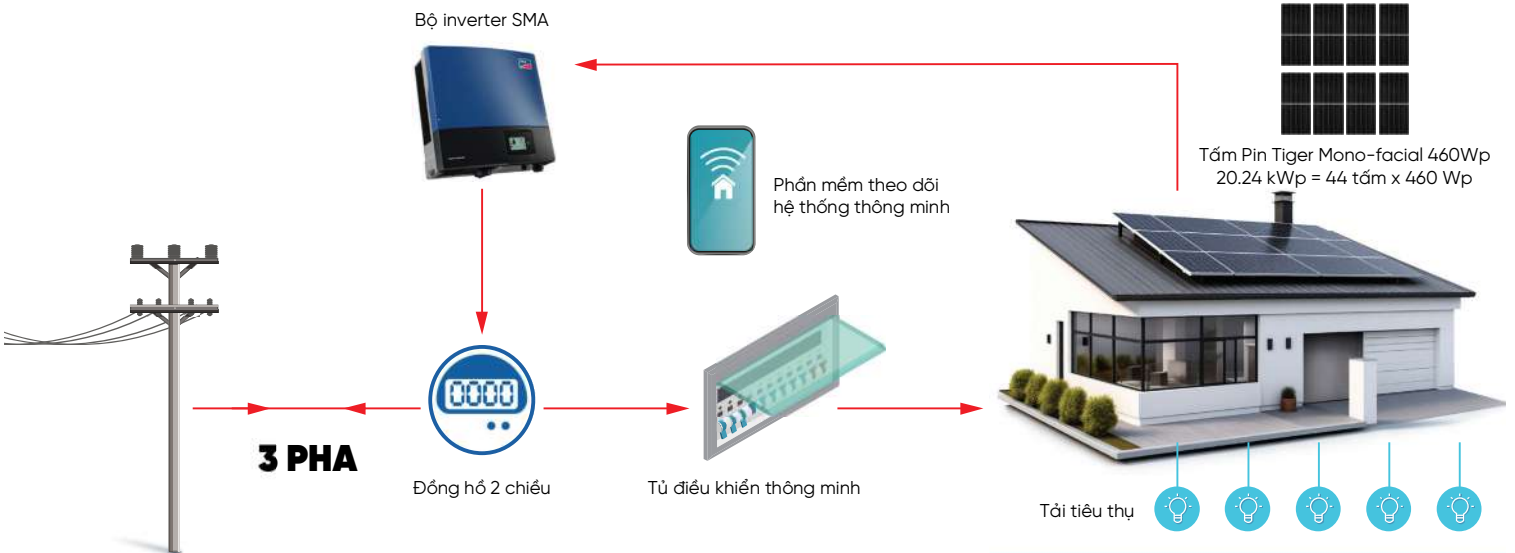 Bộ inverter SMA
Tấm Pin Tiger Mono-facial 460Wp
20.24 kWp = 44 tấm x 460 Wp
Phần mềm theo dõi
hệ thống thông minh
0000
3 PHA
Đồng hồ 2 chiều
Tủ điều khiển thông minh
Tải tiêu thụ